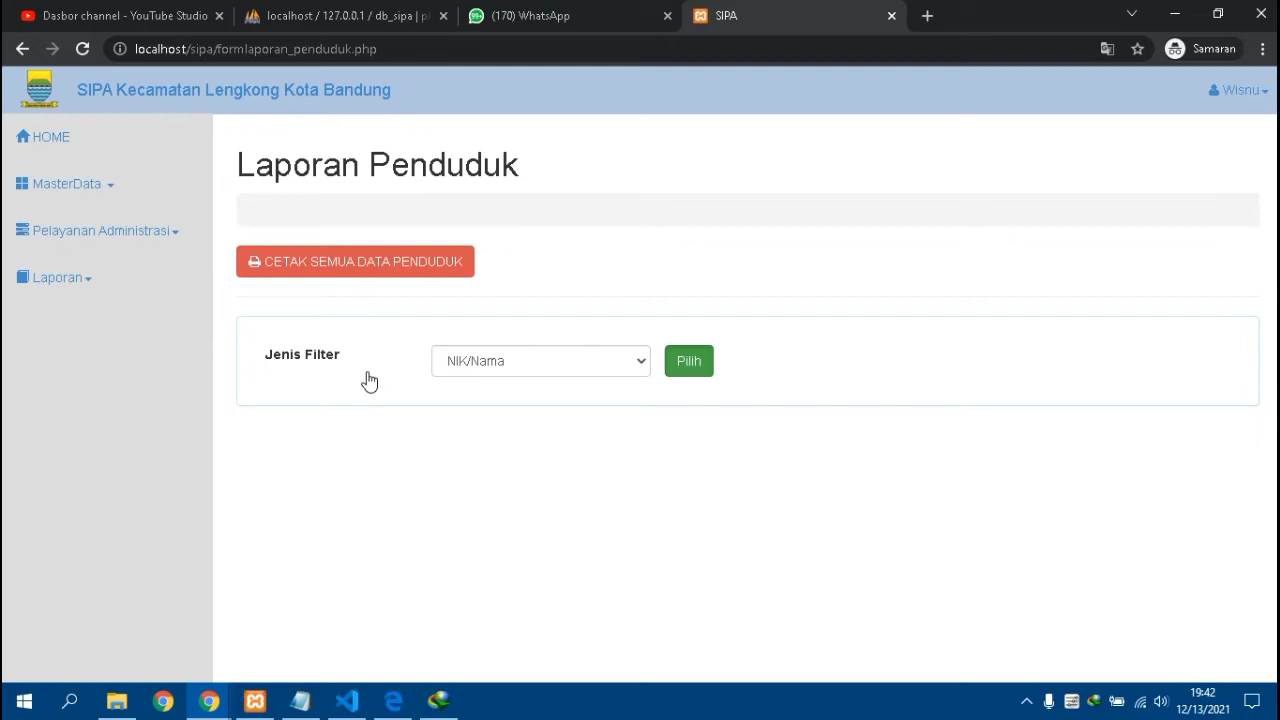 Dasbor channel - YouTube Studio
localhost / 127.0.0.1 / db_sipa | p
(170) WhatsApp
SIPA
localhost/sipa/formlaporan_penduduk.php
Samaran
SIPA Kecamatan Lengkong Kota Bandung
Wisnu
HOME
MasterData
Pelayanan Administrasi
Laporan
Laporan Penduduk
CETAK SEMUA DATA PENDUDUK
Jenis Filter
NIK/Nama
Pilih
19:42
12/13/2021